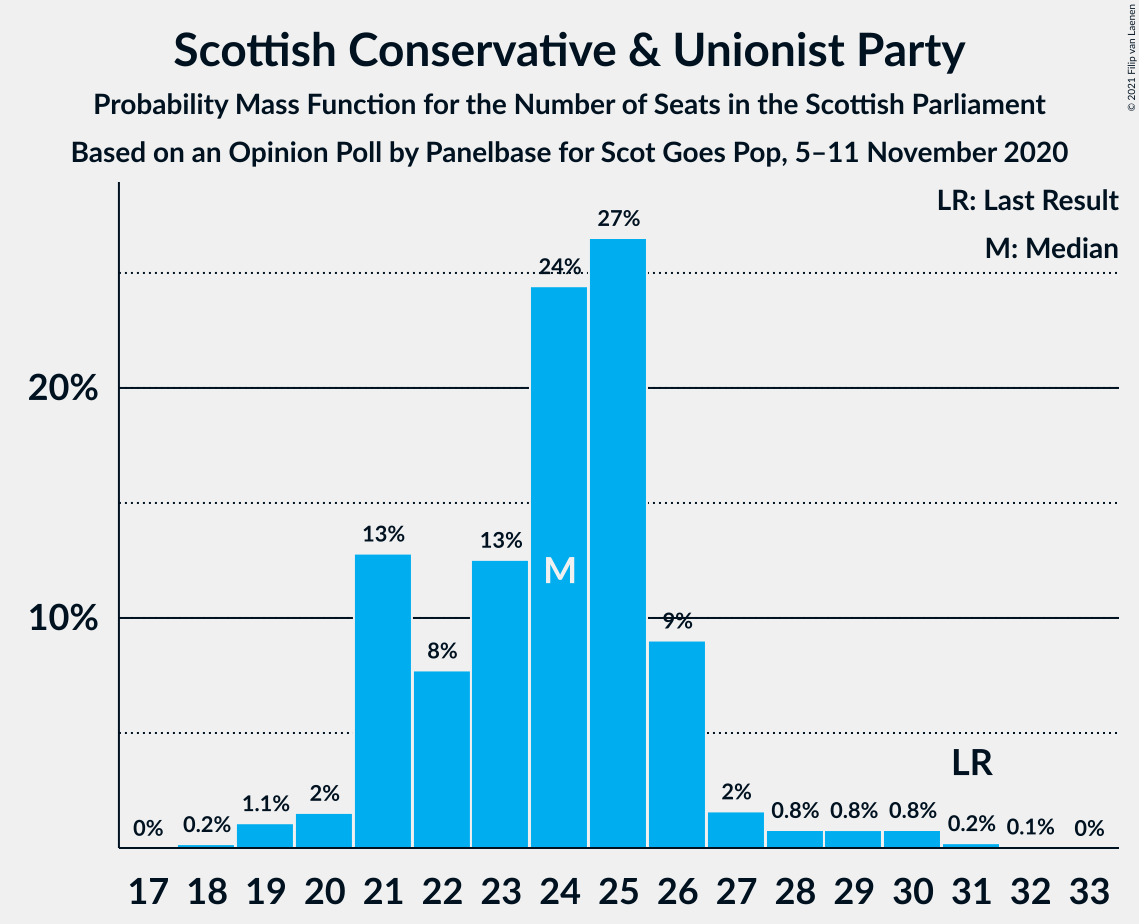 Scottish Conservative & Unionist Party
Probability Mass Function for the Number of Seats in the Scottish Parliament
Based on an Opinion Poll by Panelbase for Scot Goes Pop, 5–11 November 2020
© 2021 Filip van Laenen
LR: Last Result
M: Median
27%
24%
20%
13%
13%
M
10%
9%
8%
LR
1.1%
2%
2%
0%
0.2%
0.8%
0.8%
0.8%
0.2%
0.1%
0%
17 18 19 20 21 22 23 24 25 26 27 28 29 30 31 32 33